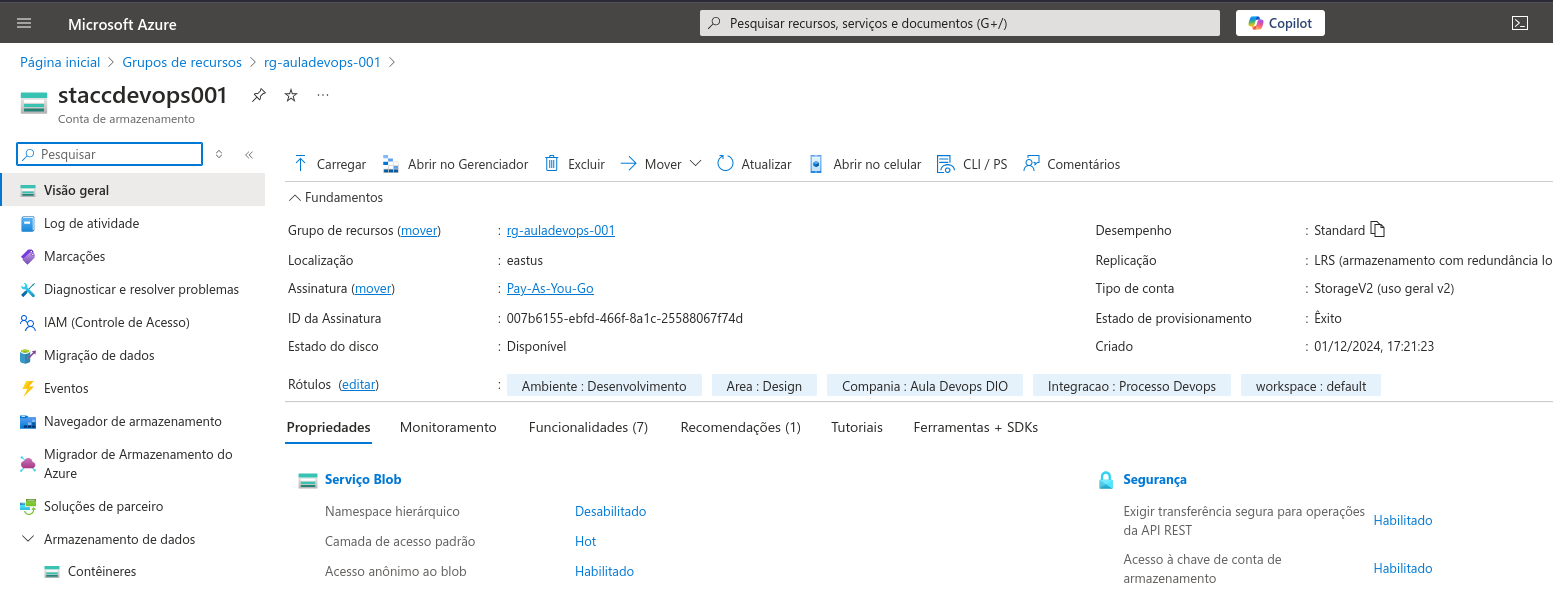 Microsoft Azure
Pesquisar recursos, serviços e documentos (G+/)
Copilot
Página inicial > Grupos de recursos > rg-auladevops-001 >
staccdevops001
Conta de armazenamento
Pesquisar
Visão geral
Log de atividade
Marcações
Diagnosticar e resolver problemas
IAM (Controle de Acesso)
Migração de dados
Eventos
Navegador de armazenamento
Migrador de Armazenamento do
Azure
Soluções de parceiro
Armazenamento de dados
Contêineres
Carregar Abrir no Gerenciador Excluir Mover Atualizar Abrir no celular CLI / PS Comentários
Fundamentos
Grupo de recursos (mover) : rg-auladevops-001
Localização : eastus
Assinatura (mover) : Pay-As-You-Go
ID da Assinatura : 007b6155-ebfd-466f-8a1c-25588067f74d
Estado do disco : Disponível
Desempenho : Standard
Replicação : LRS (armazenamento com redundância lo
Tipo de conta : StorageV2 (uso geral v2)
Estado de provisionamento : Êxito
Criado : 01/12/2024, 17:21:23
Rótulos (editar) : Ambiente : Desenvolvimento Area : Design Compania : Aula Devops DIO Integracao : Processo Devops workspace : default
Propriedades Monitoramento Funcionalidades (7) Recomendações (1) Tutoriais Ferramentas + SDKs
Serviço Blob
Namespace hierárquico Desabilitado
Camada de acesso padrão Hot
Acesso anônimo ao blob Habilitado
Segurança
Exigir transferência segura para operações
da API REST
Habilitado
Acesso à chave de conta de
armazenamento
Habilitado